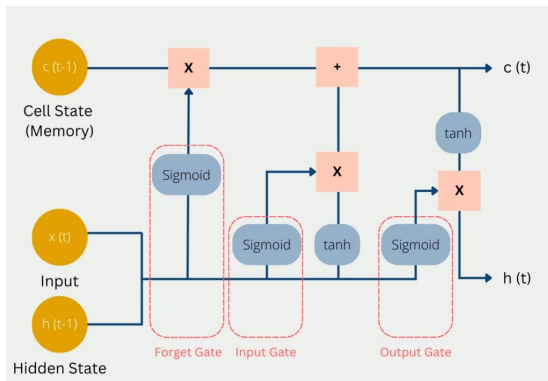 c (t-1)
X
+
c (t)
Cell State
(Memory)
tanh
Sigmoid
X
X
x (t)
Sigmoid
tanh
Sigmoid
Input
h (t)
h (t-1)
Forget Gate
Input Gate
Output Gate
Hidden State